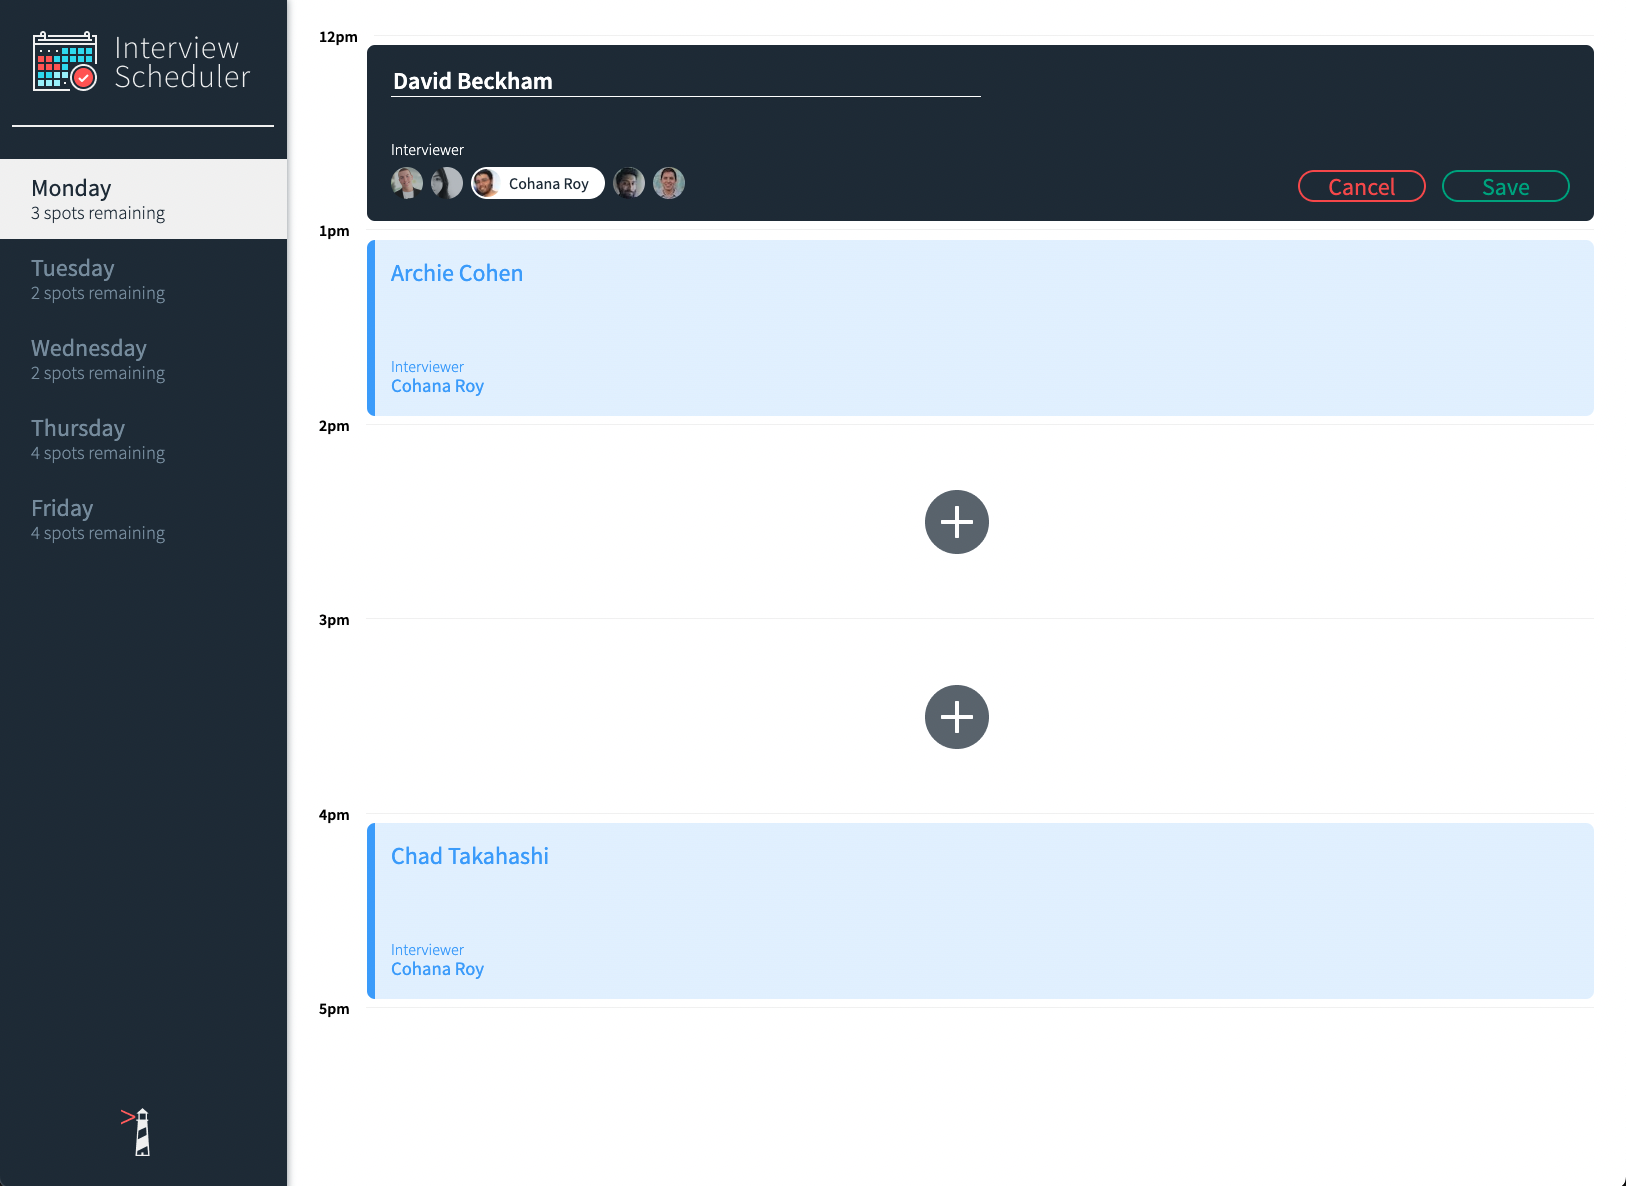 Interview
Scheduler
Monday
3 spots remaining
Tuesday
2 spots remaining
Wednesday
2 spots remaining
Thursday
4 spots remaining
Friday
4 spots remaining
12pm
David Beckham
Interviewer
Cohana Roy
Cancel
Save
1pm
Archie Cohen
Interviewer
Cohana Roy
2pm
3pm
4pm
Chad Takahashi
Interviewer
Cohana Roy
5pm